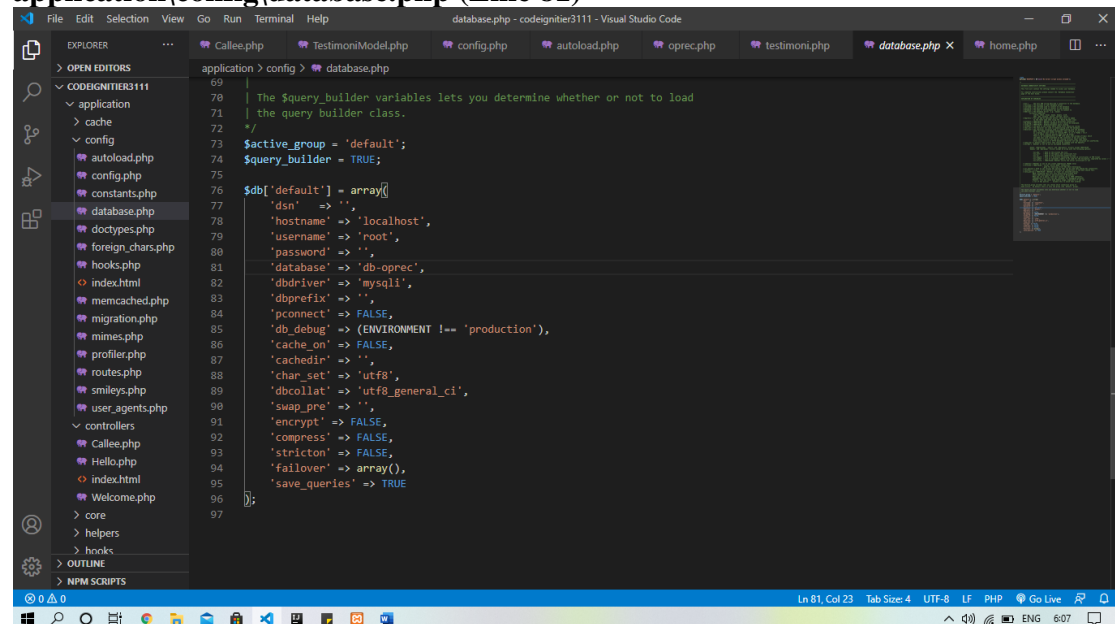 File Edit Selection View Go Run Terminal Help
database.php - codeignitier3111 - Visual Studio Code
EXPLORER
Callee.php
TestimoniModel.php
config.php
autoload.php
oprec.php
testimoni.php
database.php
home.php
OPEN EDITORS
CODEIGNITIER3111
application
cache
config
autoload.php
config.php
constants.php
database.php
doctypes.php
foreign_chars.php
hooks.php
index.html
memcached.php
migration.php
mimes.php
profiler.php
routes.php
smileys.php
user_agents.php
controllers
Callee.php
Hello.php
index.html
Welcome.php
core
helpers
hooks
OUTLINE
NPM SCRIPTS
application > config > database.php
69 |
70 | The $query_builder variables lets you determine whether or not to load
71 | the query builder class.
72 */
73 $active_group = 'default';
74 $query_builder = TRUE;
75
76 $db['default'] = array(
77 'dsn' => '',
78 'hostname' => 'localhost',
79 'username' => 'root',
80 'password' => '',
81 'database' => 'db-oprec',
82 'dbdriver' => 'mysqli',
83 'dbprefix' => '',
84 'pconnect' => FALSE,
85 'db_debug' => (ENVIRONMENT !== 'production'),
86 'cache_on' => FALSE,
87 'cachedir' => '',
88 'char_set' => 'utf8',
89 'dbcollat' => 'utf8_general_ci',
90 'swap_pre' => '',
91 'encrypt' => FALSE,
92 'compress' => FALSE,
93 'stricton' => FALSE,
94 'failover' => array(),
95 'save_queries' => TRUE
96 );
97
0 0
Ln 81, Col 23 Tab Size: 4 UTF-8 LF PHP Go Live
ENG 6:07